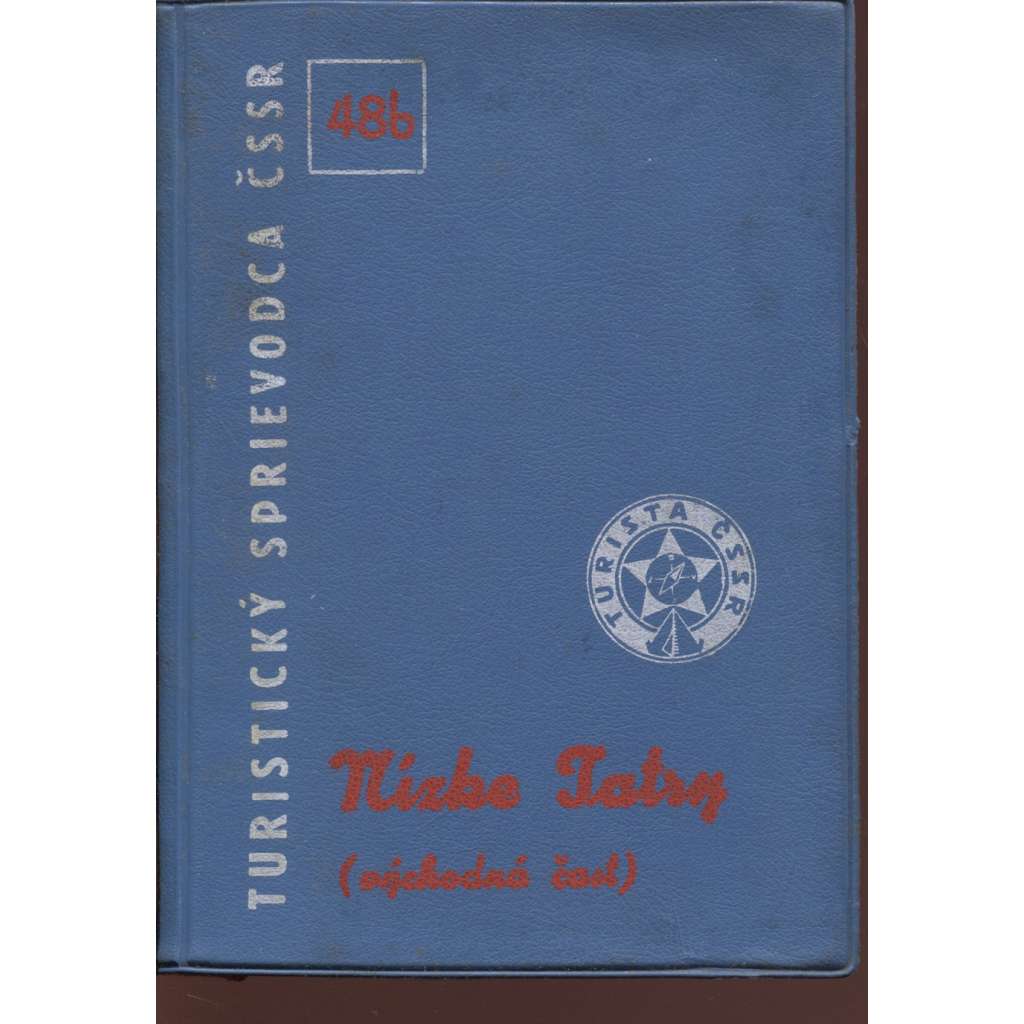 TURISTICKÝ SPRIEVODCA ČSSR
48b
TURISTA ČSSR
Nízke Tatry
(východná časť)